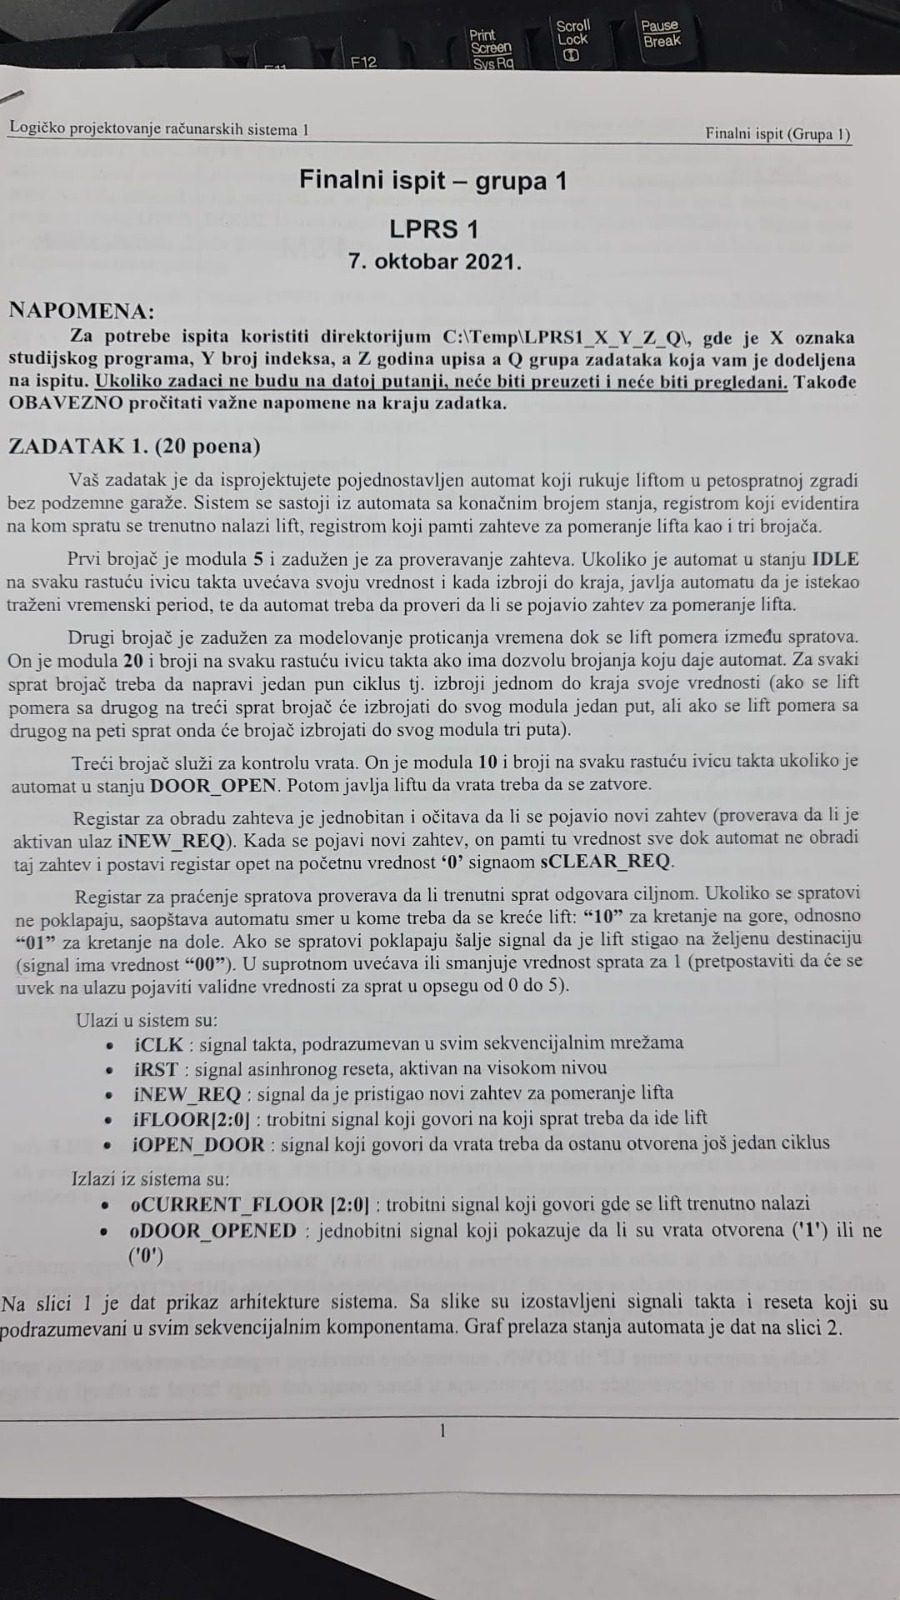 Print
Screen
SysRq
Scroll
Lock
Pause
Break
F12
Logičko projektovanje računarskih sistema 1
Finalni ispit (Grupa 1)
Finalni ispit – grupa 1
LPRS 1
7. oktobar 2021.
NAPOMENA:
Za potrebe ispita koristiti direktorijum C:\Temp\LPRS1_X_Y_Z_Q\, gde je X oznaka
studijskog programa, Y broj indeksa, a Z godina upisa a Q grupa zadataka koja vam je dodeljena
na ispitu. Ukoliko zadaci ne budu na datoj putanji, neće biti preuzeti i neće biti pregledani. Takođe
OBAVEZNO pročitati važne napomene na kraju zadatka.
ZADATAK 1. (20 poena)
Vaš zadatak je da isprojektujete pojednostavljen automat koji rukuje liftom u petospratnoj zgradi
bez podzemne garaže. Sistem se sastoji iz automata sa konačnim brojem stanja, registrom koji evidentira
na kom spratu se trenutno nalazi lift, registrom koji pamti zahteve za pomeranje lifta kao i tri brojača.
Prvi brojač je modula 5 i zadužen je za proveravanje zahteva. Ukoliko je automat u stanju IDLE
na svaku rastuću ivicu takta uvećava svoju vrednost i kada izbroji do kraja, javlja automatu da je istekao
traženi vremenski period, te da automat treba da proveri da li se pojavio zahtev za pomeranje lifta.
Drugi brojač je zadužen za modelovanje proticanja vremena dok se lift pomera između spratova.
On je modula 20 i broji na svaku rastuću ivicu takta ako ima dozvolu brojanja koju daje automat. Za svaki
sprat brojač treba da napravi jedan pun ciklus tj. izbroji jednom do kraja svoje vrednosti (ako se lift
pomera sa drugog na treći sprat brojač će izbrojati do svog modula jedan put, ali ako se lift pomera sa
drugog na peti sprat onda će brojač izbrojati do svog modula tri puta).
Treći brojač služi za kontrolu vrata. On je modula 10 i broji na svaku rastuću ivicu takta ukoliko je
automat u stanju DOOR_OPEN. Potom javlja liftu da vrata treba da se zatvore.
Registar za obradu zahteva je jednobitan i očitava da li se pojavio novi zahtev (proverava da li je
aktivan ulaz iNEW_REQ). Kada se pojavi novi zahtev, on pamti tu vrednost sve dok automat ne obradi
taj zahtev i postavi registar opet na početnu vrednost ‘0’ signaom sCLEAR_REQ.
Registar za praćenje spratova proverava da li trenutni sprat odgovara ciljnom. Ukoliko se spratovi
ne poklapaju, saopštava automatu smer u kome treba da se kreće lift: “10” za kretanje na gore, odnosno
“01” za kretanje na dole. Ako se spratovi poklapaju šalje signal da je lift stigao na željenu destinaciju
(signal ima vrednost “00”). U suprotnom uvećava ili smanjuje vrednost sprata za 1 (pretpostaviti da će se
uvek na ulazu pojaviti validne vrednosti za sprat u opsegu od 0 do 5).
Ulazi u sistem su:
• iCLK : signal takta, podrazumevan u svim sekvencijalnim mrežama
• iRST : signal asinhronog reseta, aktivan na visokom nivou
• iNEW_REQ : signal da je pristigao novi zahtev za pomeranje lifta
• iFLOOR[2:0] : trobitni signal koji govori na koji sprat treba da ide lift
• iOPEN_DOOR : signal koji govori da vrata treba da ostanu otvorena još jedan ciklus
Izlazi iz sistema su:
• oCURRENT_FLOOR [2:0] : trobitni signal koji govori gde se lift trenutno nalazi
• oDOOR_OPENED : jednobitni signal koji pokazuje da li su vrata otvorena ('1') ili ne
('0')
Na slici 1 je dat prikaz arhitekture sistema. Sa slike su izostavljeni signali takta i reseta koji su
podrazumevani u svim sekvencijalnim komponentama. Graf prelaza stanja automata je dat na slici 2.
1